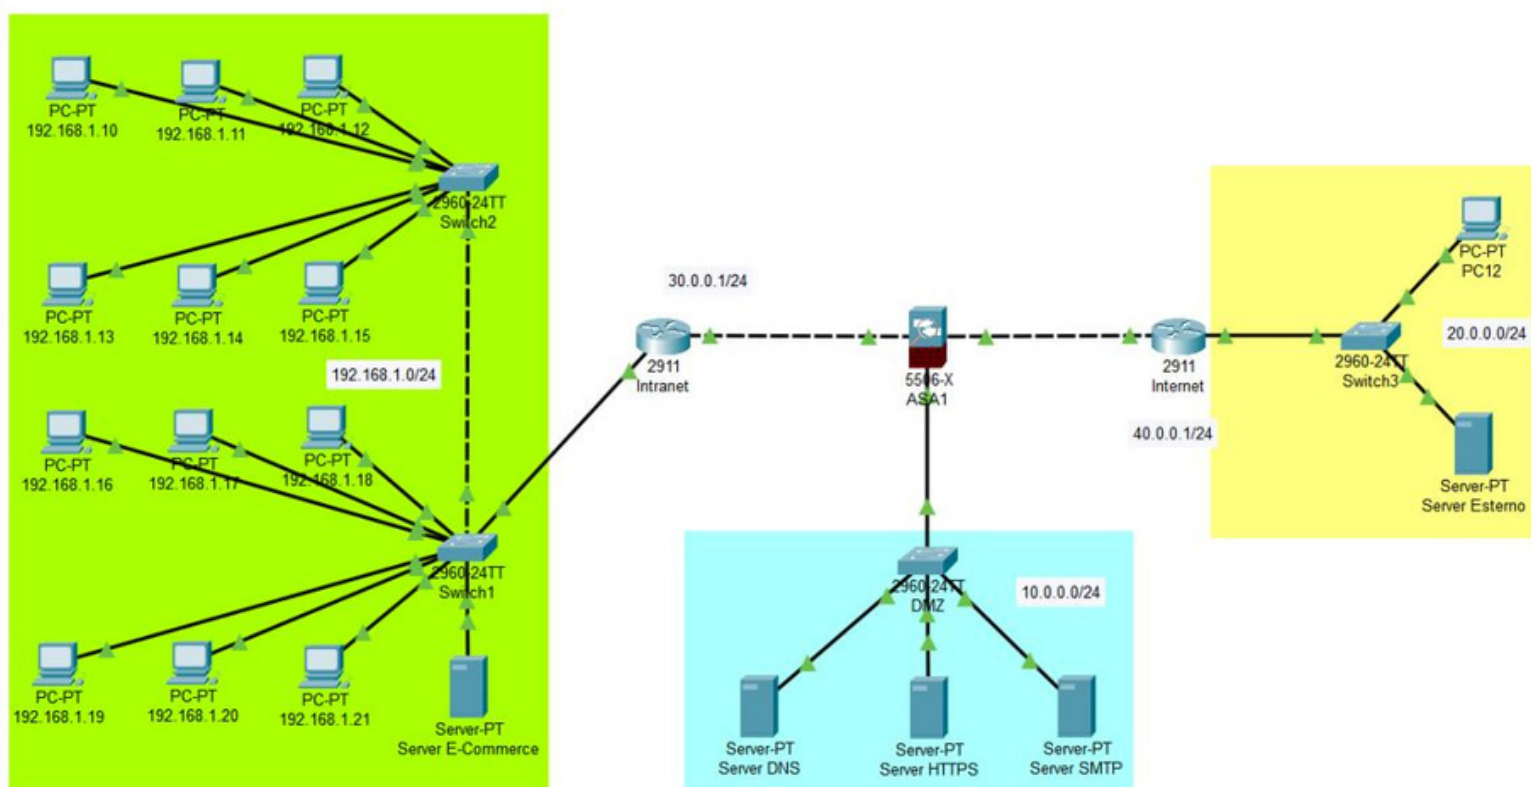 PC-PT
192.168.1.10
PC-PT
192.168.1.11
PC-PT
192.168.1.12
2960-24TT
Switch2
PC-PT
192.168.1.13
PC-PT
192.168.1.14
PC-PT
192.168.1.15
192.168.1.0/24
PC-PT
192.168.1.16
PC-PT
192.168.1.17
PC-PT
192.168.1.18
2960-24TT
Switch1
PC-PT
192.168.1.19
PC-PT
192.168.1.20
PC-PT
192.168.1.21
Server-PT
Server E-Commerce
30.0.0.1/24
2911
Intranet
5506-X
ASA1
2911
Internet
40.0.0.1/24
2960-24TT
DMZ
10.0.0.0/24
Server-PT
Server DNS
Server-PT
Server HTTPS
Server-PT
Server SMTP
PC-PT
PC12
20.0.0.0/24
2960-24TT
Switch3
Server-PT
Server Esterno